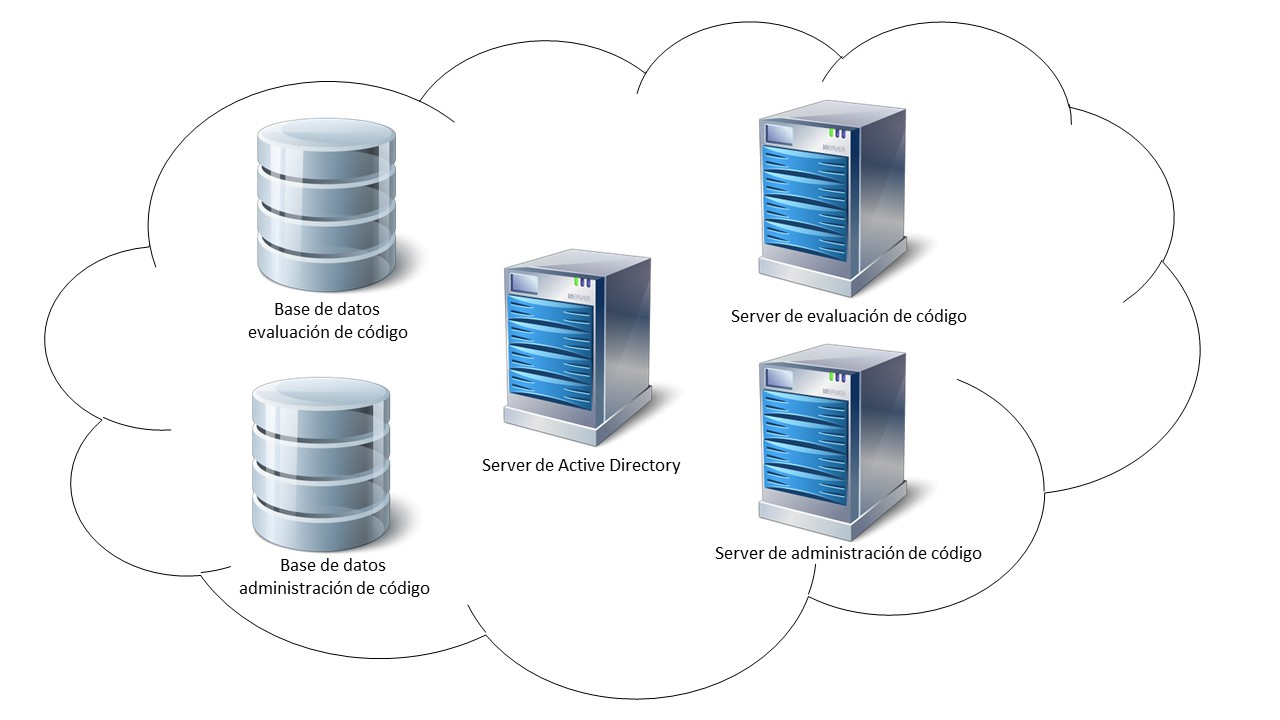 Base de datos
evaluación de código
Server de evaluación de código
Server de Active Directory
Base de datos
administración de código
Server de administración de código